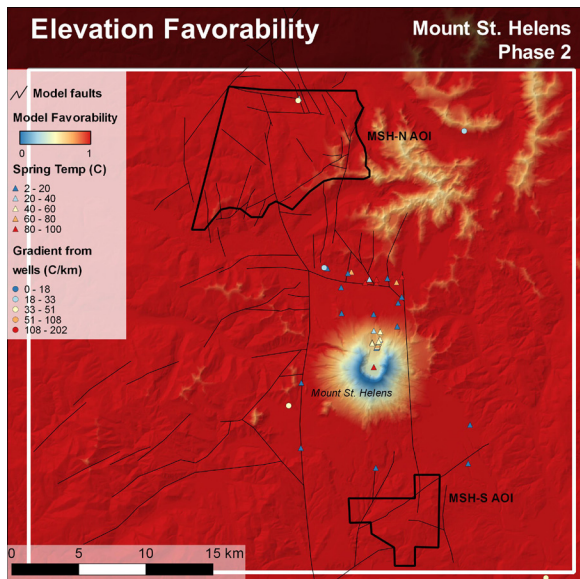 Elevation Favorability
Mount St. Helens
Phase 2
Model faults
Model Favorability
0 1
Spring Temp (C)
2 - 20
20 - 40
40 - 60
60 - 80
80 - 100
Gradient from
wells (C/km)
0 - 18
18 - 33
33 - 51
51 - 108
108 - 202
MSH-N AOI
Mount St. Helens
MSH-S AOI
0 5 10 15 km